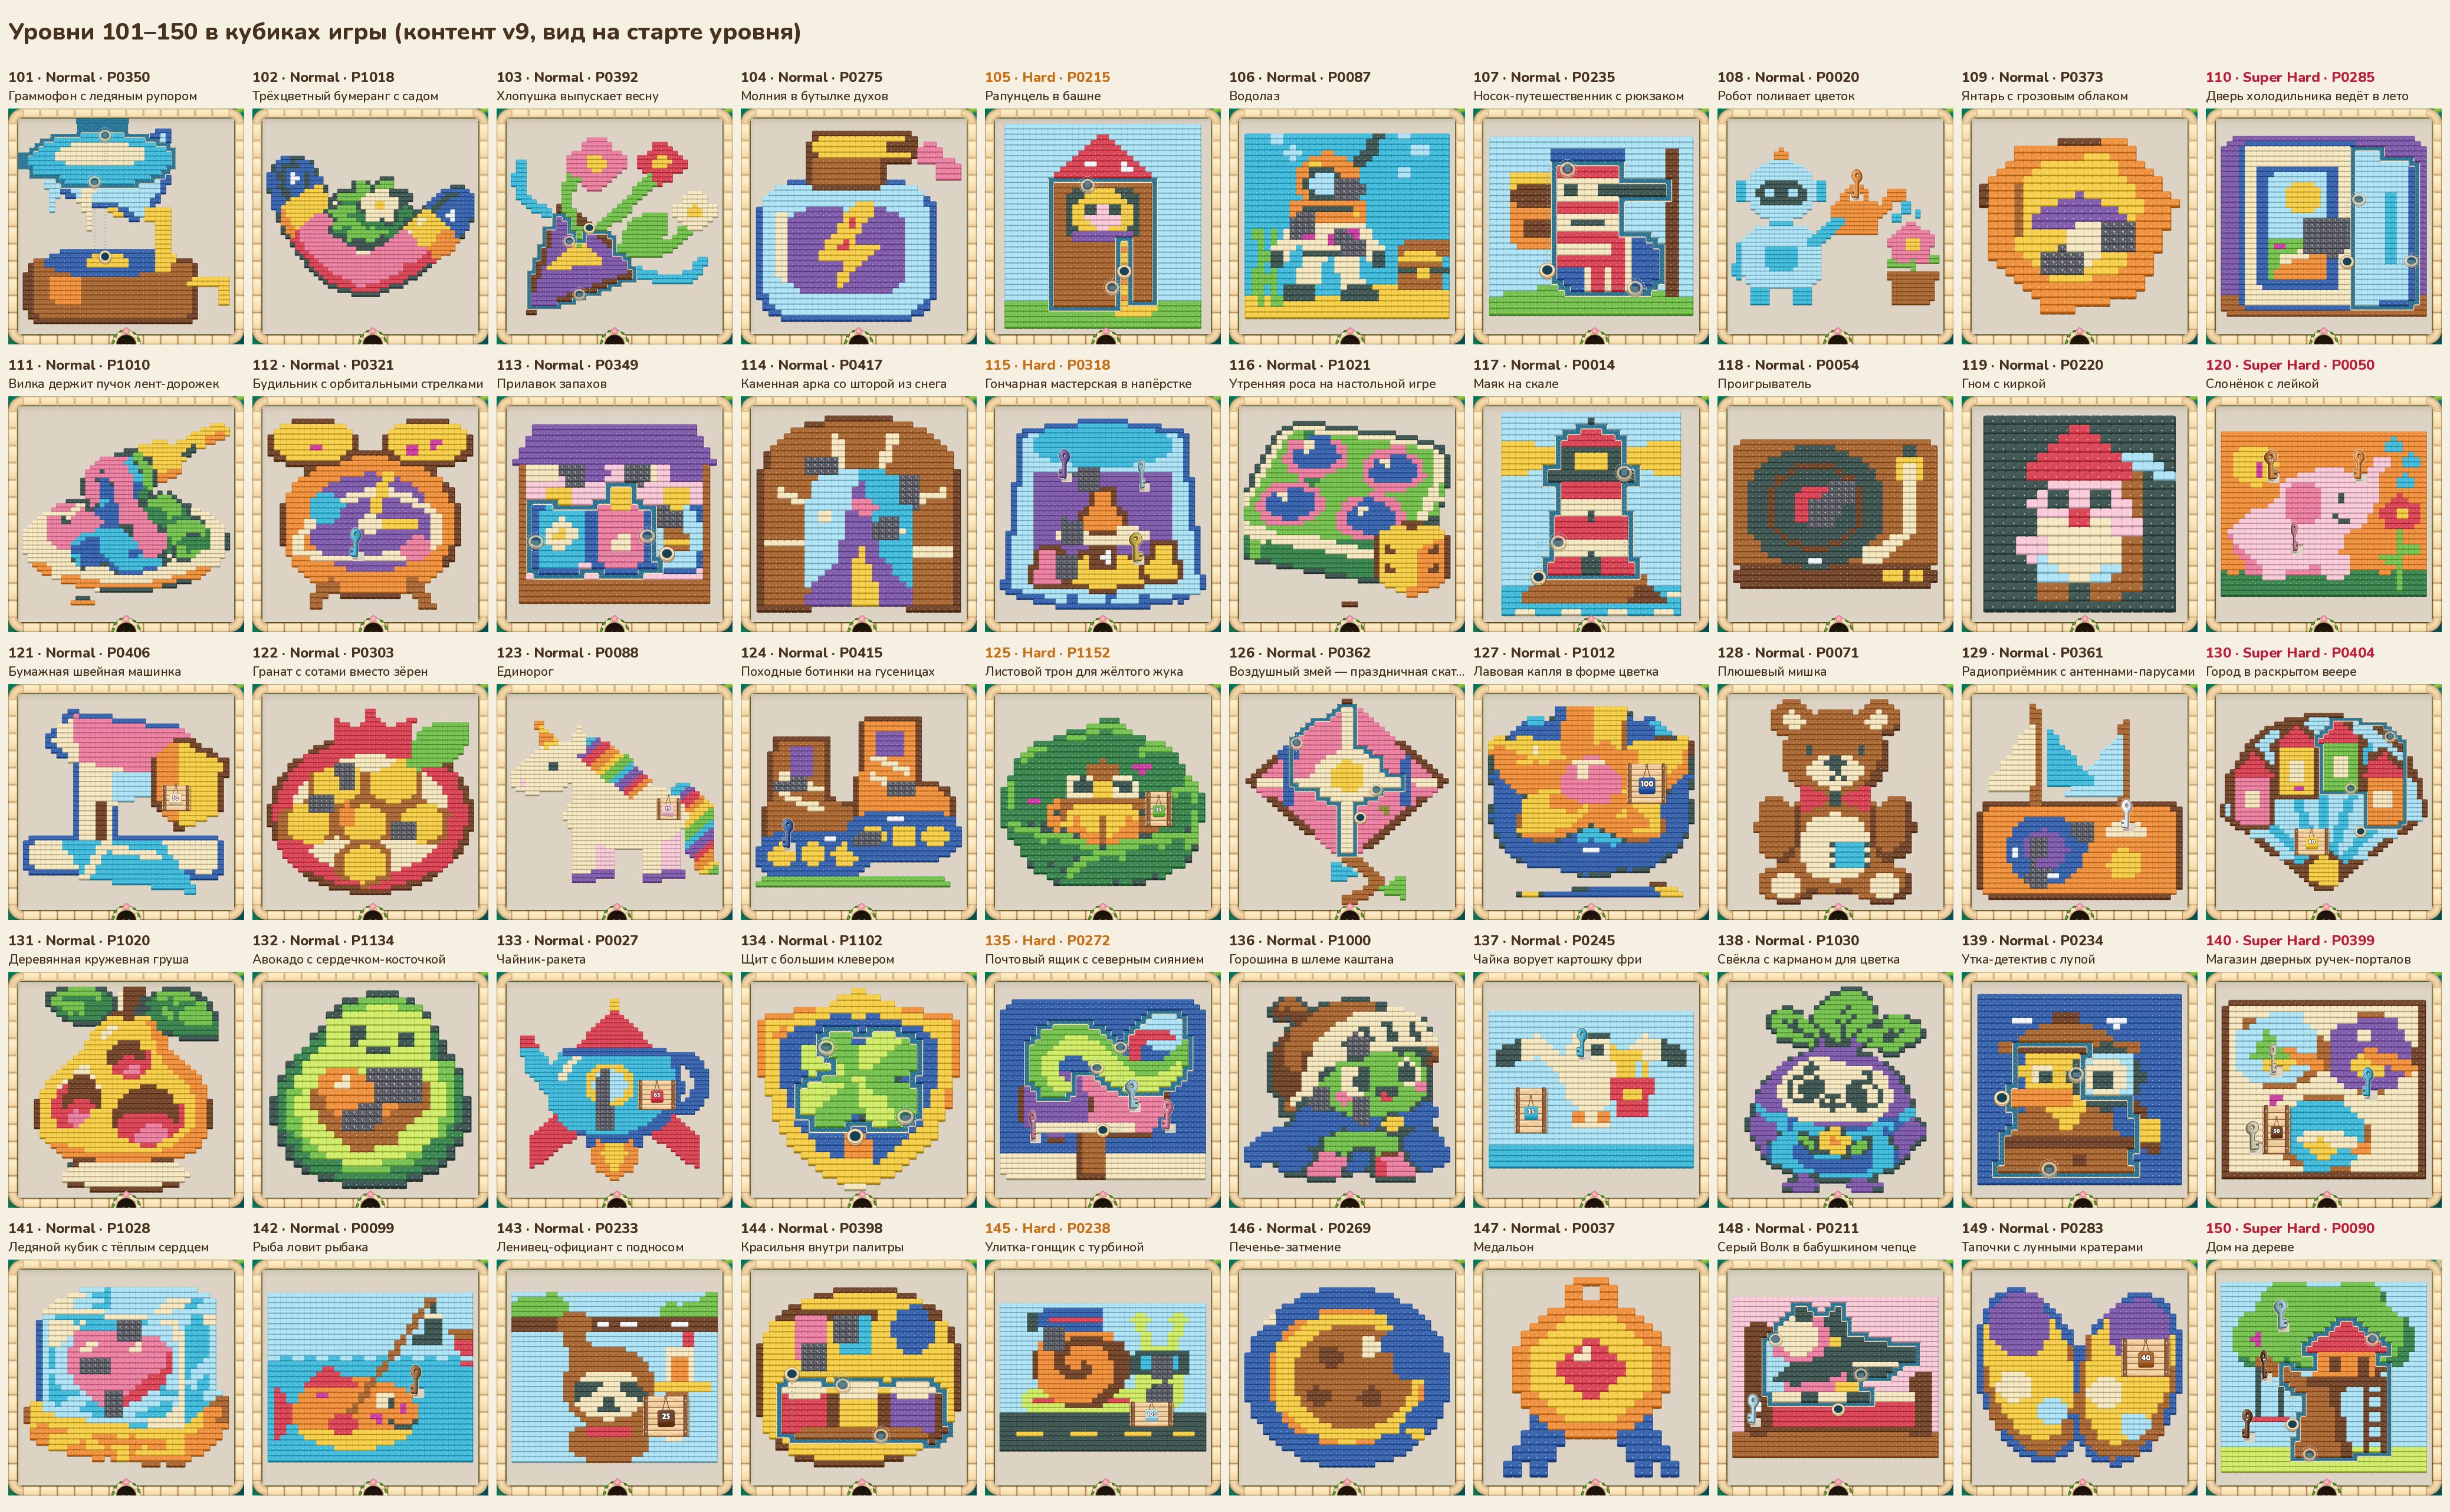 Уровни 101–150 в кубиках игры (контент v9, вид на старте уровня)
101 · Normal · P0350
Граммофон с ледяным рупором
102 · Normal · P1018
Трёхцветный бумеранг с садом
103 · Normal · P0392
Хлопушка выпускает весну
104 · Normal · P0275
Молния в бутылке духов
105 · Hard · P0215
Рапунцель в башне
106 · Normal · P0087
Водолаз
107 · Normal · P0235
Носок-путешественник с рюкзаком
108 · Normal · P0020
Робот поливает цветок
109 · Normal · P0373
Янтарь с грозовым облаком
110 · Super Hard · P0285
Дверь холодильника ведёт в лето
111 · Normal · P1010
Вилка держит пучок лент-дорожек
112 · Normal · P0321
Будильник с орбитальными стрелками
113 · Normal · P0349
Прилавок запахов
114 · Normal · P0417
Каменная арка со шторой из снега
115 · Hard · P0318
Гончарная мастерская в напёрстке
116 · Normal · P1021
Утренняя роса на настольной игре
117 · Normal · P0014
Маяк на скале
118 · Normal · P0054
Проигрыватель
119 · Normal · P0220
Гном с киркой
120 · Super Hard · P0050
Слонёнок с лейкой
121 · Normal · P0406
Бумажная швейная машинка
122 · Normal · P0303
Гранат с сотами вместо зёрен
123 · Normal · P0088
Единорог
124 · Normal · P0415
Походные ботинки на гусеницах
125 · Hard · P1152
Листовой трон для жёлтого жука
126 · Normal · P0362
Воздушный змей — праздничная скат…
127 · Normal · P1012
Лавовая капля в форме цветка
128 · Normal · P0071
Плюшевый мишка
129 · Normal · P0361
Радиоприёмник с антеннами-парусами
130 · Super Hard · P0404
Город в раскрытом веере
100
131 · Normal · P1020
Деревянная кружевная груша
132 · Normal · P1134
Авокадо с сердечком-косточкой
133 · Normal · P0027
Чайник-ракета
134 · Normal · P1102
Щит с большим клевером
135 · Hard · P0272
Почтовый ящик с северным сиянием
136 · Normal · P1000
Горошина в шлеме каштана
137 · Normal · P0245
Чайка ворует картошку фри
138 · Normal · P1030
Свёкла с карманом для цветка
139 · Normal · P0234
Утка-детектив с лупой
140 · Super Hard · P0399
Магазин дверных ручек-порталов
65
35
50
141 · Normal · P1028
Ледяной кубик с тёплым сердцем
142 · Normal · P0099
Рыба ловит рыбака
143 · Normal · P0233
Ленивец-официант с подносом
144 · Normal · P0398
Красильня внутри палитры
145 · Hard · P0238
Улитка-гонщик с турбиной
146 · Normal · P0269
Печенье-затмение
147 · Normal · P0037
Медальон
148 · Normal · P0211
Серый Волк в бабушкином чепце
149 · Normal · P0283
Тапочки с лунными кратерами
150 · Super Hard · P0090
Дом на дереве
25
40